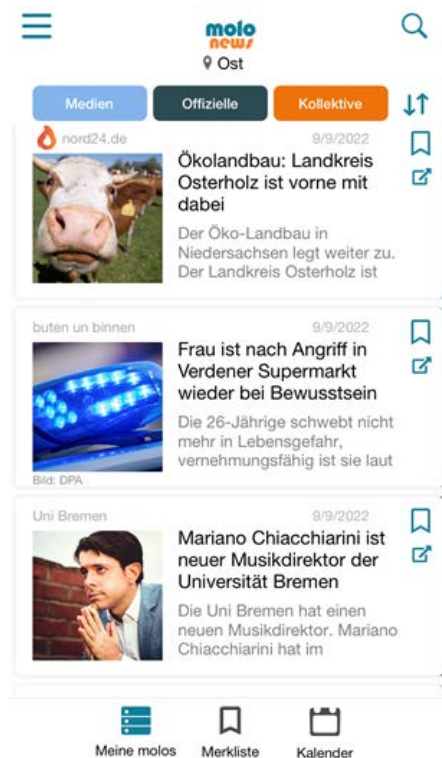 molo
news
Ost
Medien
Offizielle
Kollektive
nord24.de
9/9/2022
Ökolandbau: Landkreis
Osterholz ist vorne mit
dabei
Der Öko-Landbau in
Niedersachsen legt weiter zu.
Der Landkreis Osterholz ist
buten un binnen
9/9/2022
Frau ist nach Angriff in
Verdener Supermarkt
wieder bei Bewusstsein
Die 26-Jährige schwebt nicht
mehr in Lebensgefahr,
vernehmungsfähig ist sie laut
Bild: DPA
Uni Bremen
9/9/2022
Mariano Chiacchiarini ist
neuer Musikdirektor der
Universität Bremen
Die Uni Bremen hat einen
neuen Musikdirektor. Mariano
Chiacchiarini hat im
Meine molos
Merkliste
Kalender